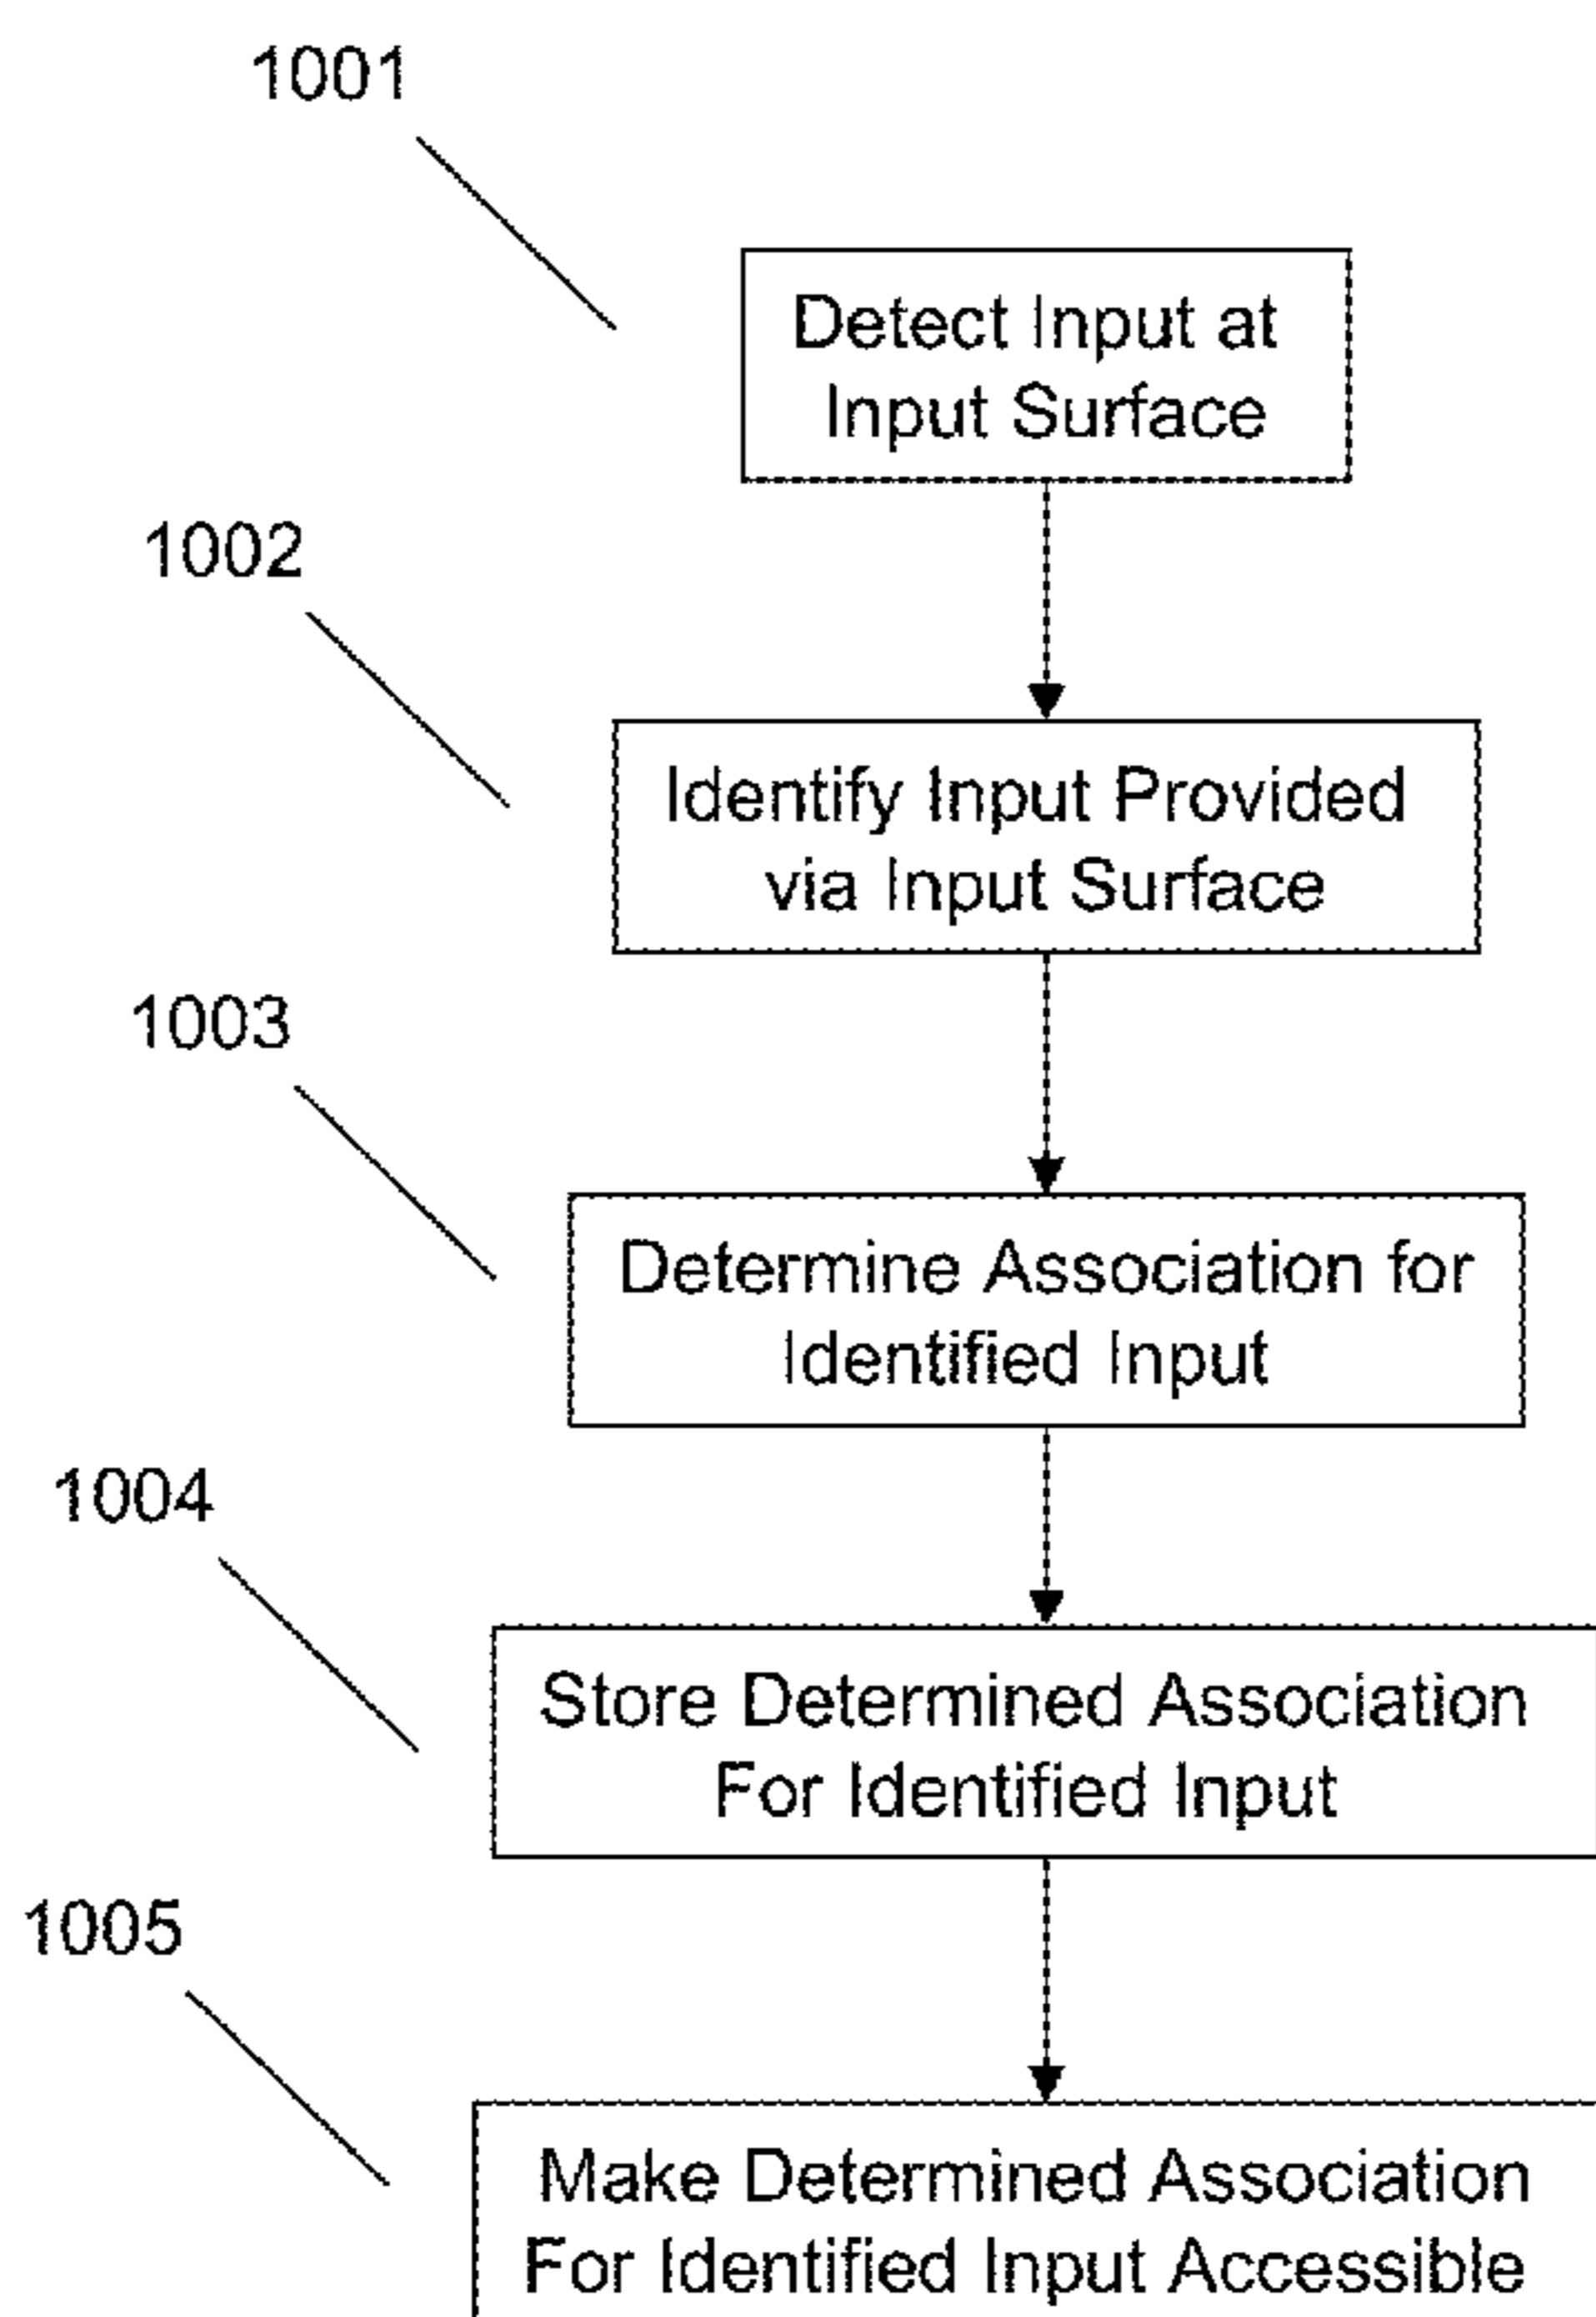 1001
Detect Input at
Input Surface
1002
Identify Input Provided
via Input Surface
1003
Determine Association for
Identified Input
1004
Store Determined Association
For Identified Input
1005
Make Determined Association
For Identified Input Accessible